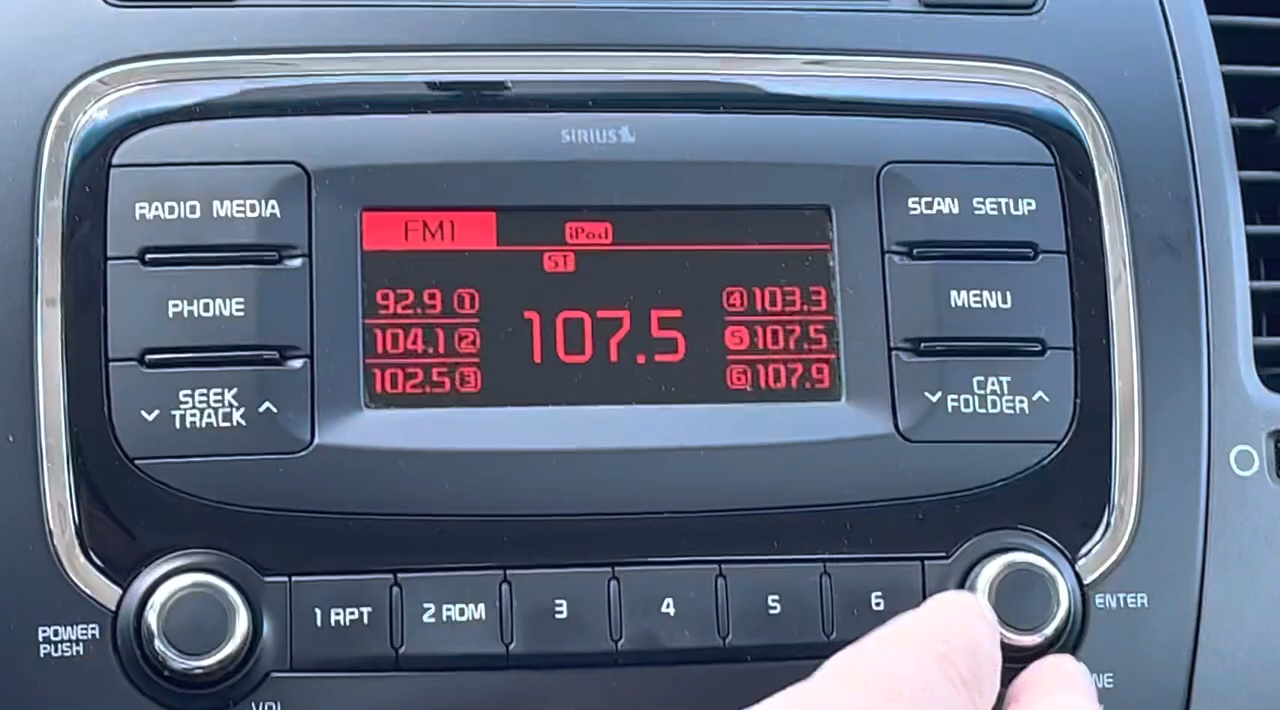 SIRIUS
RADIO MEDIA
PHONE
SEEK
TRACK
FM1
iPod
ST
92.9 1
104.1 2
102.5 3
107.5
4 103.3
5 107.5
6 107.9
SCAN SETUP
MENU
CAT
FOLDER
POWER
PUSH
1 RPT
2 RDM
3
4
5
6
ENTER